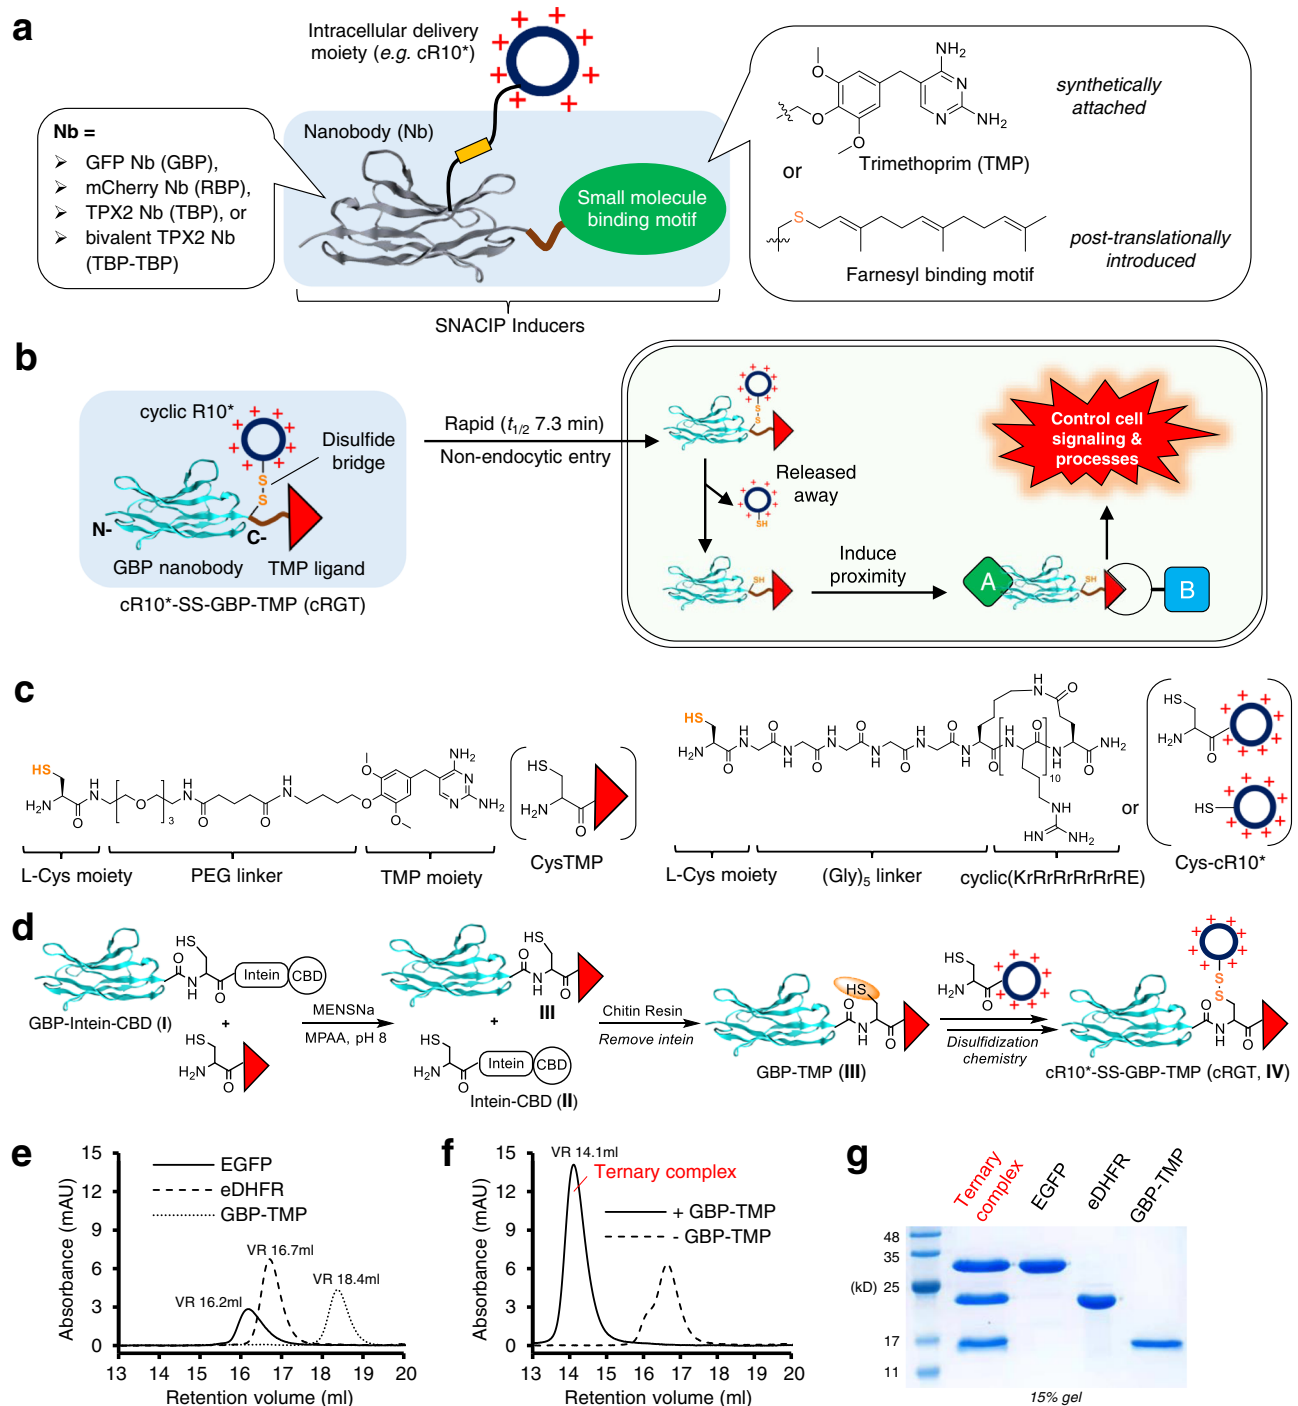 a
Intracellular delivery
moiety (e.g. cR10*)
Nb =
➢ GFP Nb (GBP),
➢ mCherry Nb (RBP),
➢ TPX2 Nb (TBP), or
➢ bivalent TPX2 Nb
(TBP-TBP)
Nanobody (Nb)
Small molecule
binding motif
SNACIP Inducers
NH2
N
N
NH2
O
O
O
synthetically
attached
Trimethoprim (TMP)
or
S
post-translationally
introduced
Farnesyl binding motif
b
cyclic R10*
Disulfide
bridge
S
S
N-
C-
GBP nanobody
TMP ligand
cR10*-SS-GBP-TMP (cRGT)
Rapid (t1/2 7.3 min)
Non-endocytic entry
S
S
Released
away
SH
SH
Induce
proximity
A
SH
B
Control cell
signaling &
processes
c
HS
H2N
O
H
N
O
3
NH
O
O
H
N
O
O
O
NH2
N
N
NH2
L-Cys moiety
PEG linker
TMP moiety
HS
H2N
O
CysTMP
HS
H2N
O
H
N
O
N
H
O
H
N
O
N
H
O
H
N
O
H
N
O
10
H
N
O
NH2
H
N
O
NH
HN
NH2
L-Cys moiety
(Gly)5 linker
cyclic(KrRrRrRrRrRE)
or
HS
H2N
O
HS
Cys-cR10*
d
HS
O
N
H
O
Intein
CBD
GBP-Intein-CBD (I)
+
HS
H2N
O
MENSNa
MPAA, pH 8
HS
O
N
H
O
III
+
HS
H2N
O
Intein
CBD
Intein-CBD (II)
Chitin Resin
Remove intein
HS
O
N
H
O
GBP-TMP (III)
HS
H2N
O
Disulfidization
chemistry
S
S
O
N
H
O
cR10*-SS-GBP-TMP (cRGT, IV)
e
Absorbance (mAU)
15
12
9
6
3
0
EGFP
eDHFR
GBP-TMP
VR 16.7ml
VR 18.4ml
VR 16.2ml
13 14 15 16 17 18 19 20
Retention volume (ml)
f
Absorbance (mAU)
15
12
9
6
3
0
VR 14.1ml
Ternary complex
+ GBP-TMP
- GBP-TMP
13 14 15 16 17 18 19 20
Retention volume (ml)
g
Ternary
complex
EGFP
eDHFR
GBP-TMP
48
35
(kD)
25
17
11
15% gel